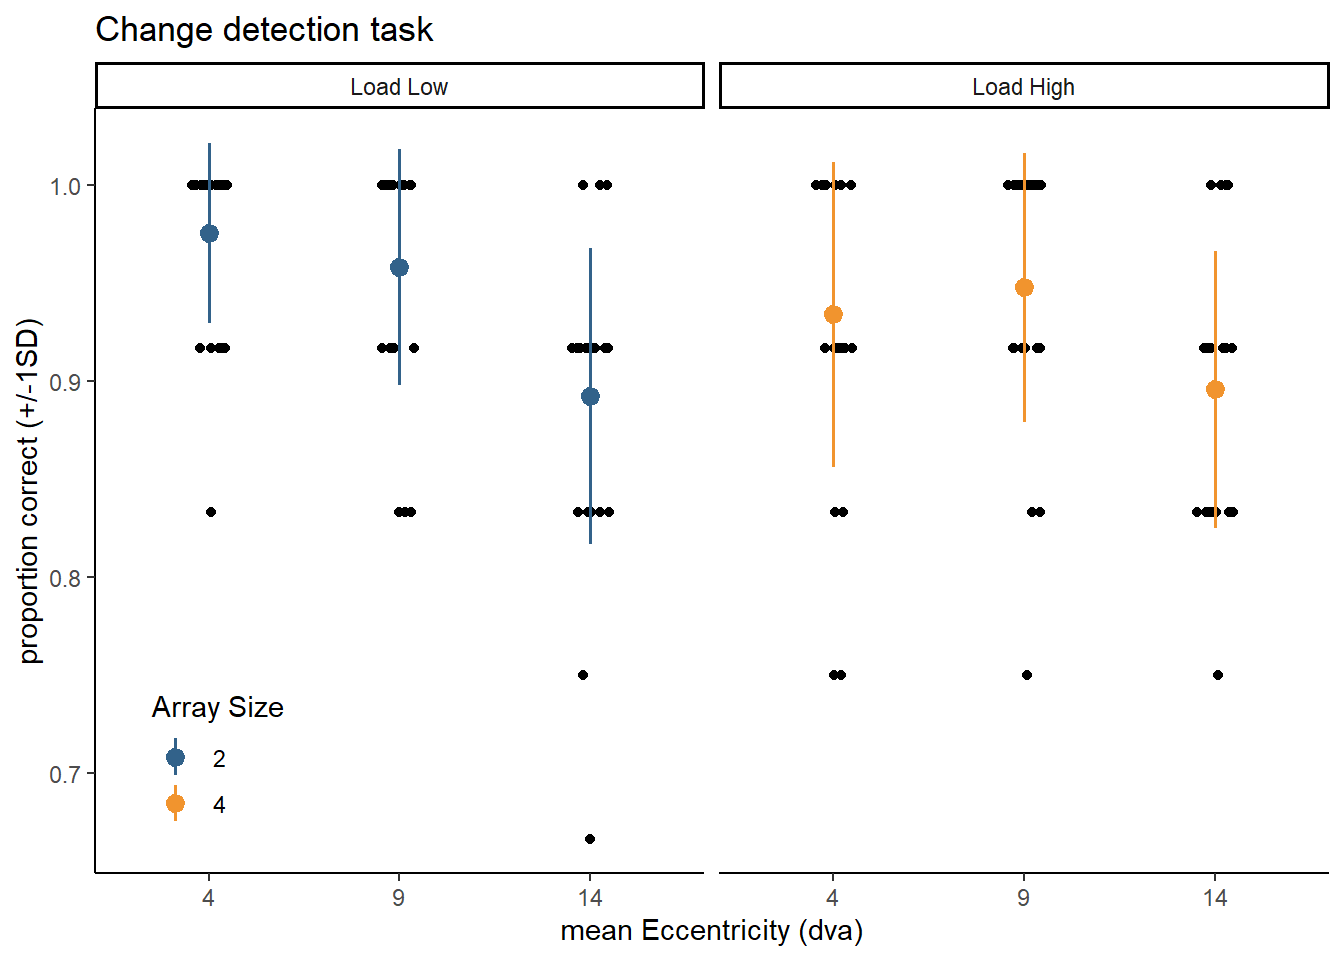 Change detection task
Load Low
Load High
proportion correct (+/-1SD)
1.0
0.9
0.8
0.7
Array Size
2
4
4 9 14 4 9 14
mean Eccentricity (dva)